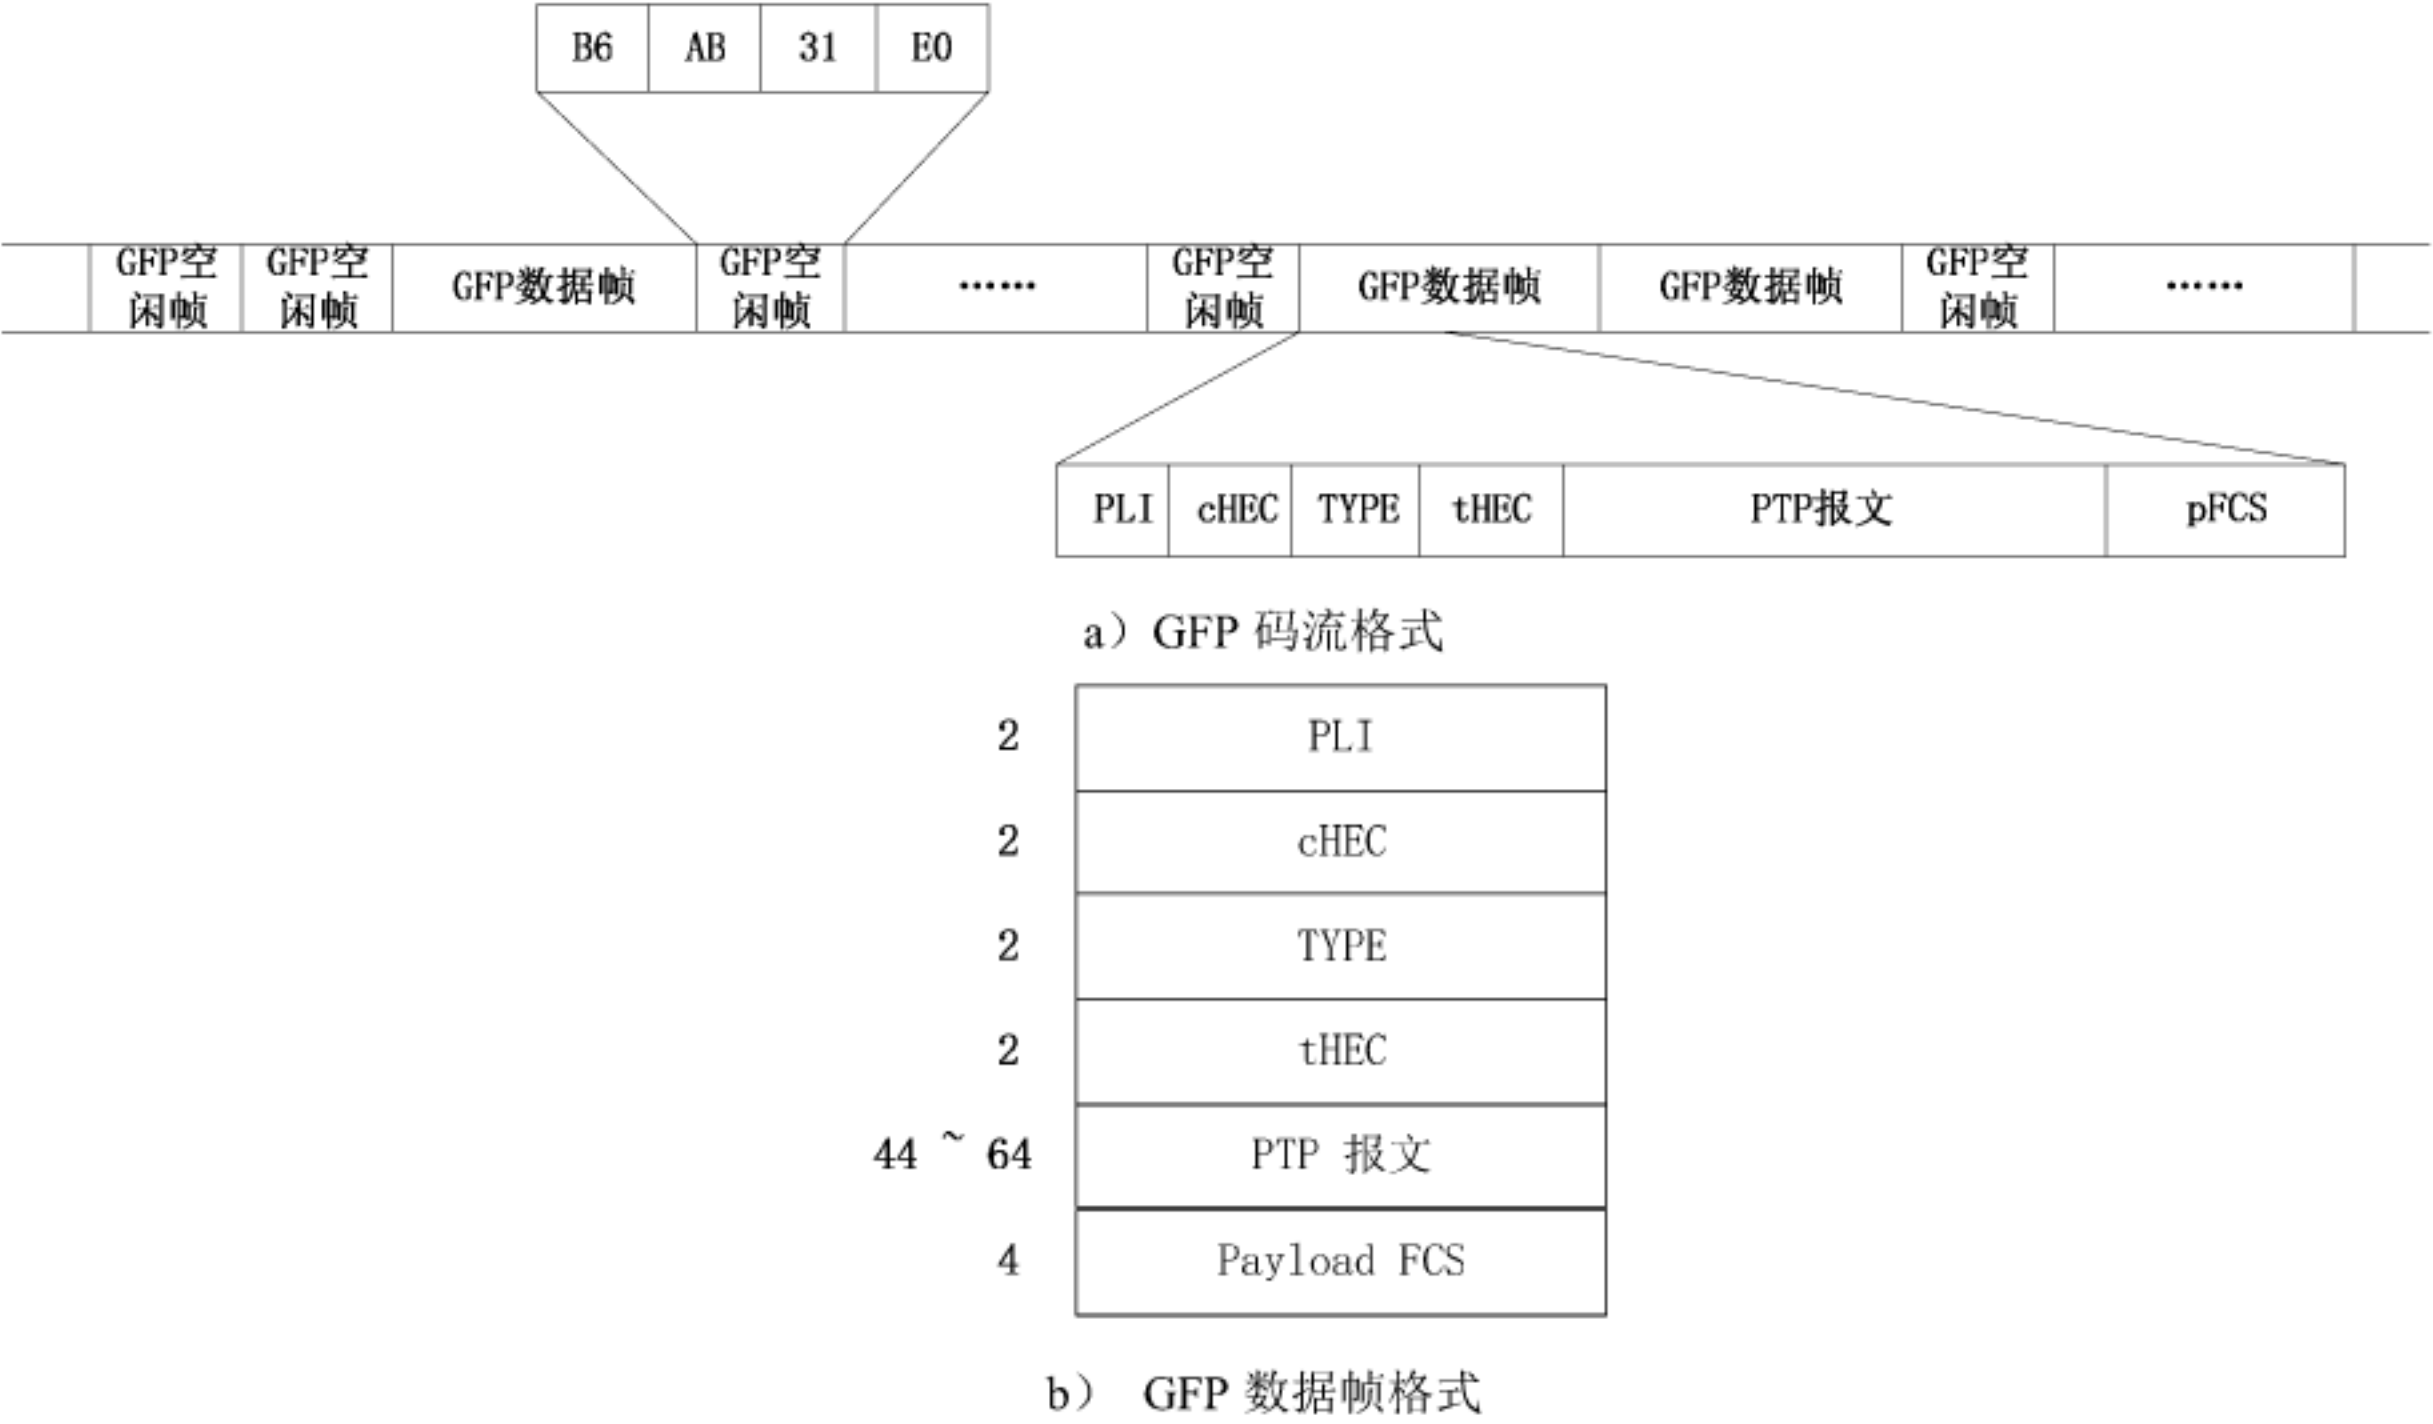 B6 AB 31 E0
GFP空 GFP空 GFP数据帧 GFP空 …… GFP空 GFP数据帧 GFP数据帧 GFP空 ……
闲帧 闲帧 闲帧 闲帧 闲帧
PLI cHEC TYPE tHEC PTP报文 pFCS
a）GFP 码流格式
2 PLI
2 cHEC
2 TYPE
2 tHEC
44 ~ 64 PTP 报文
4 Payload FCS
b） GFP 数据帧格式